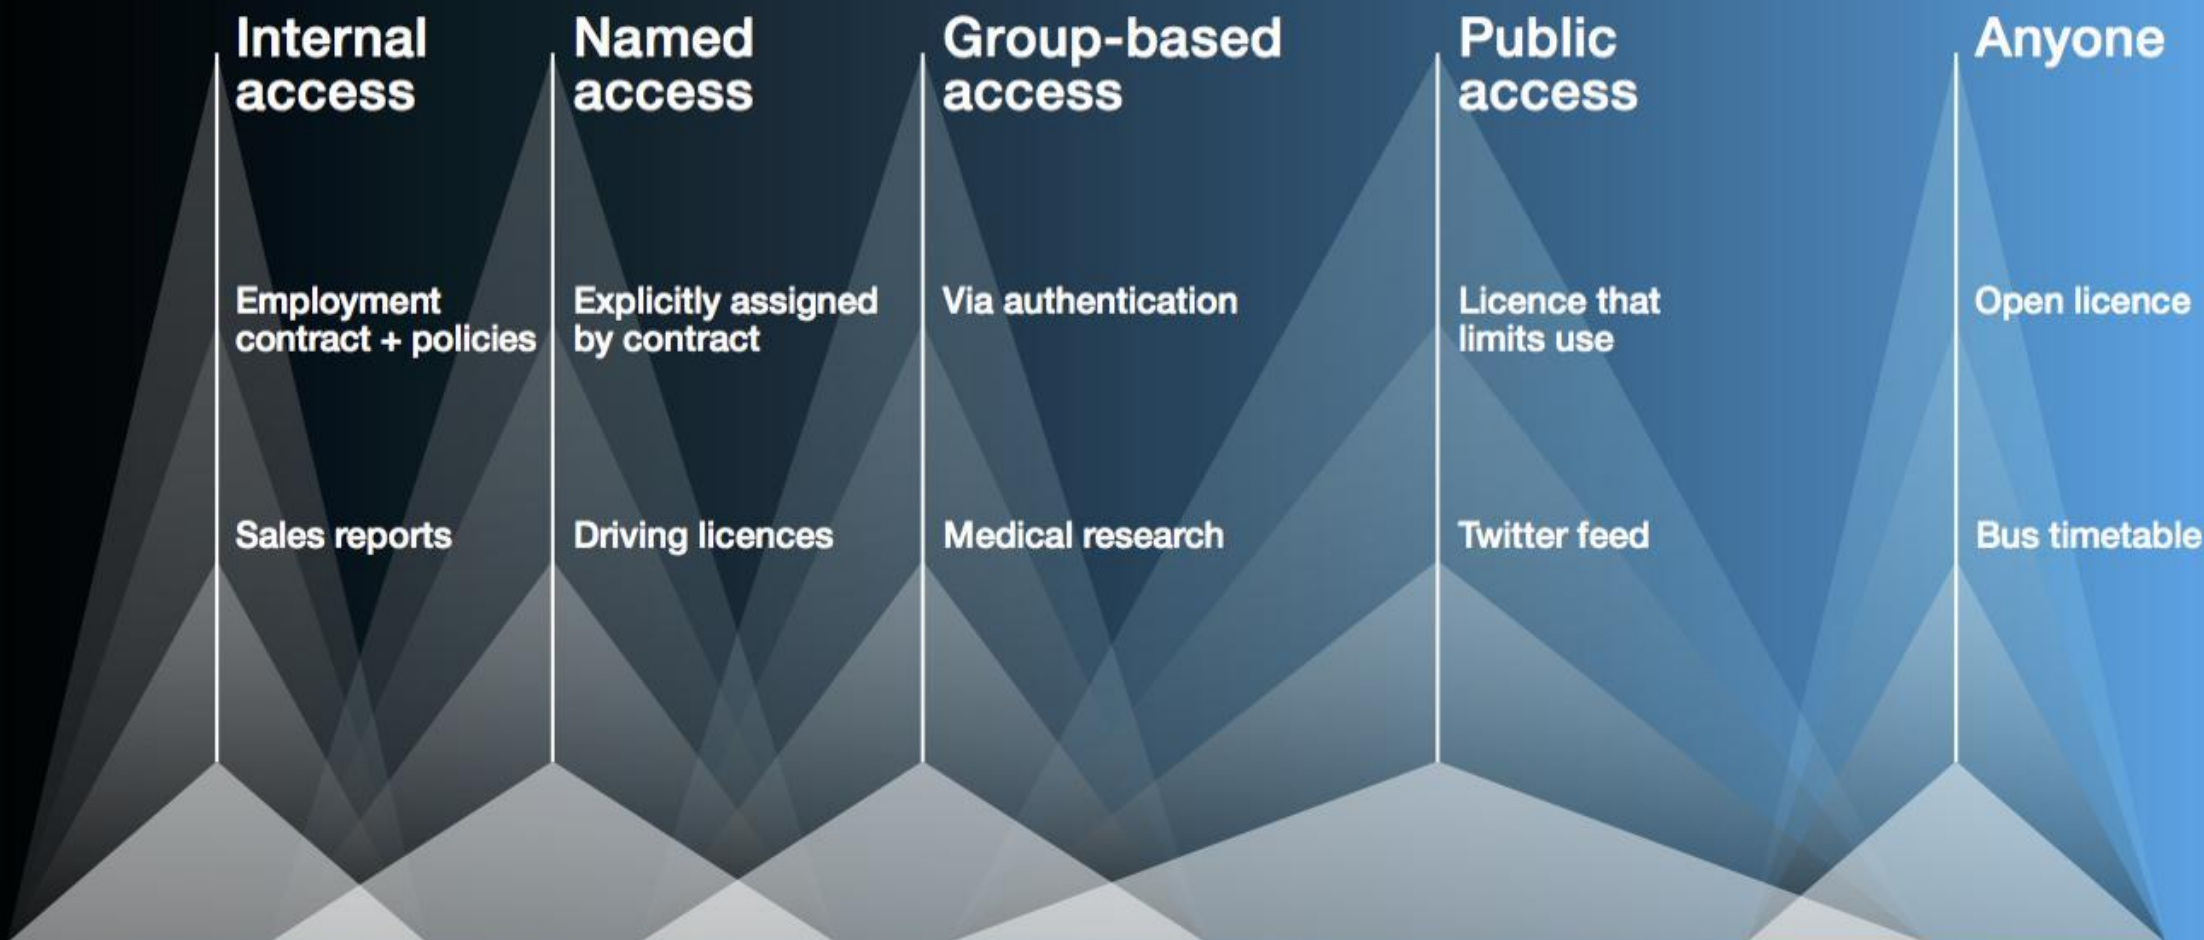 Internal
access
Named
access
Group-based
access
Public
access
Anyone
Employment
contract + policies
Explicitly assigned
by contract
Via authentication
Licence that
limits use
Open licence
Sales reports
Driving licences
Medical research
Twitter feed
Bus timetable